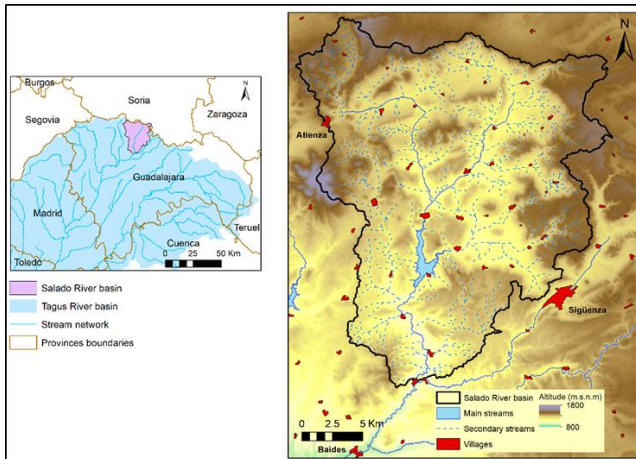 Burgos
Soria
N
Segovia
Zaragoza
Guadalajara
Madrid
Teruel
Cuenca
Toledo
0 25 50 Km
Salado River basin
Tagus River basin
Stream network
Provinces boundaries
N
Atienza
Sigüenza
Salado River basin
Main streams
Secondary streams
Villages
Altitude (m.s.n.m)
1800
800
5 0 5 Km
Baides